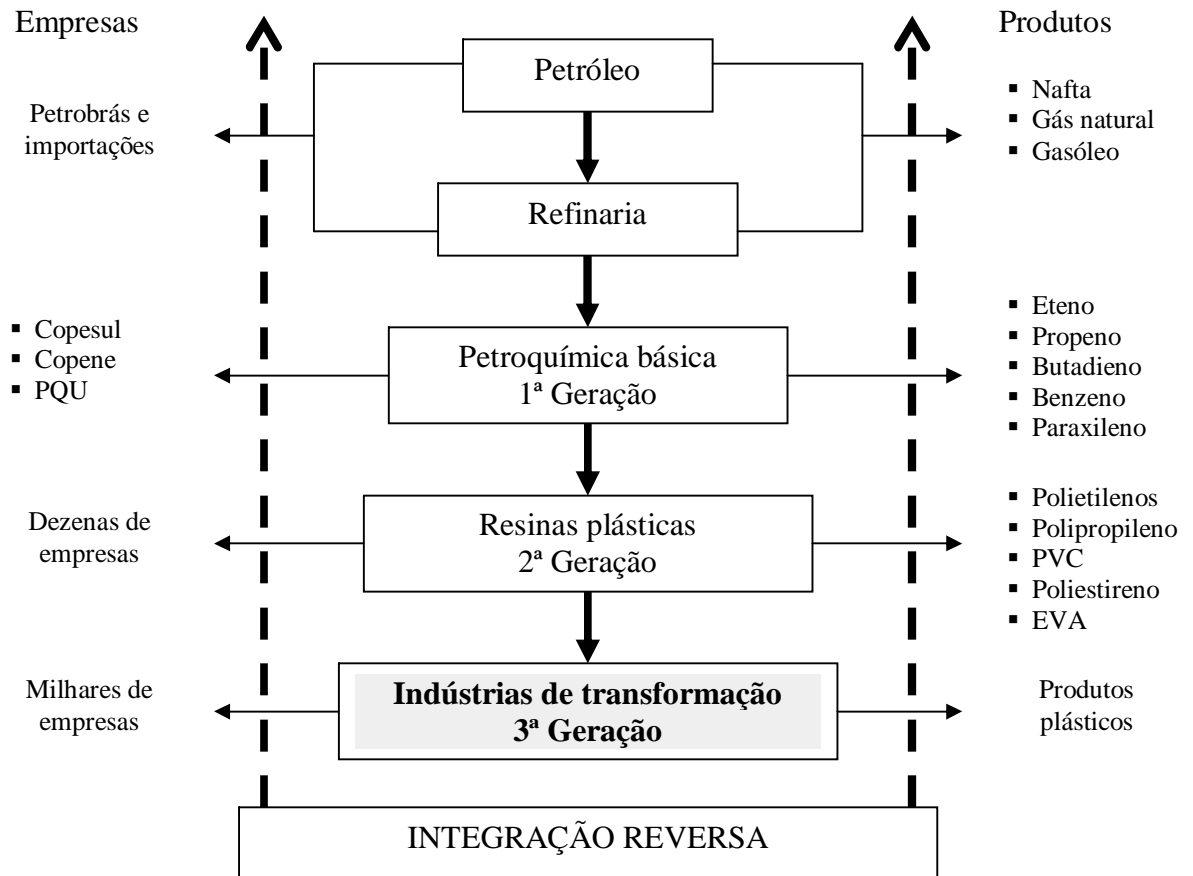 Empresas
Produtos
Petróleo
Petrobrás e
importações
▪ Nafta
▪ Gás natural
▪ Gasóleo
Refinaria
▪ Copesul
▪ Copene
▪ PQU
Petroquímica básica
1ª Geração
▪ Eteno
▪ Propeno
▪ Butadieno
▪ Benzeno
▪ Paraxileno
Dezenas de
empresas
Resinas plásticas
2ª Geração
▪ Polietilenos
▪ Polipropileno
▪ PVC
▪ Poliestireno
▪ EVA
Milhares de
empresas
Indústrias de transformação
3ª Geração
Produtos
plásticos
INTEGRAÇÃO REVERSA